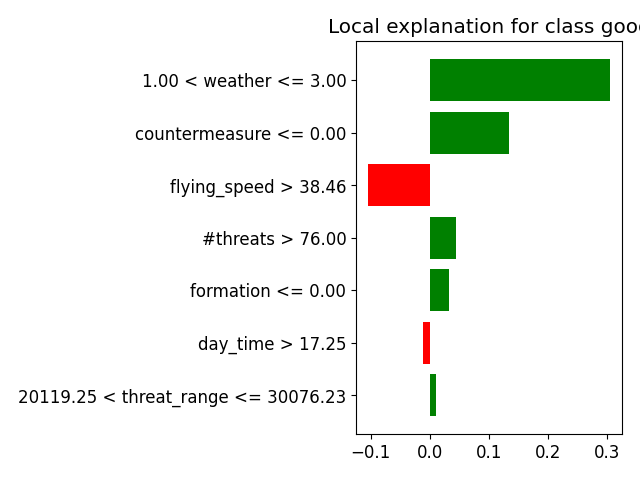 Local explanation for class good
1.00 < weather <= 3.00
countermeasure <= 0.00
flying_speed > 38.46
#threats > 76.00
formation <= 0.00
day_time > 17.25
20119.25 < threat_range <= 30076.23
−0.1 0.0 0.1 0.2 0.3